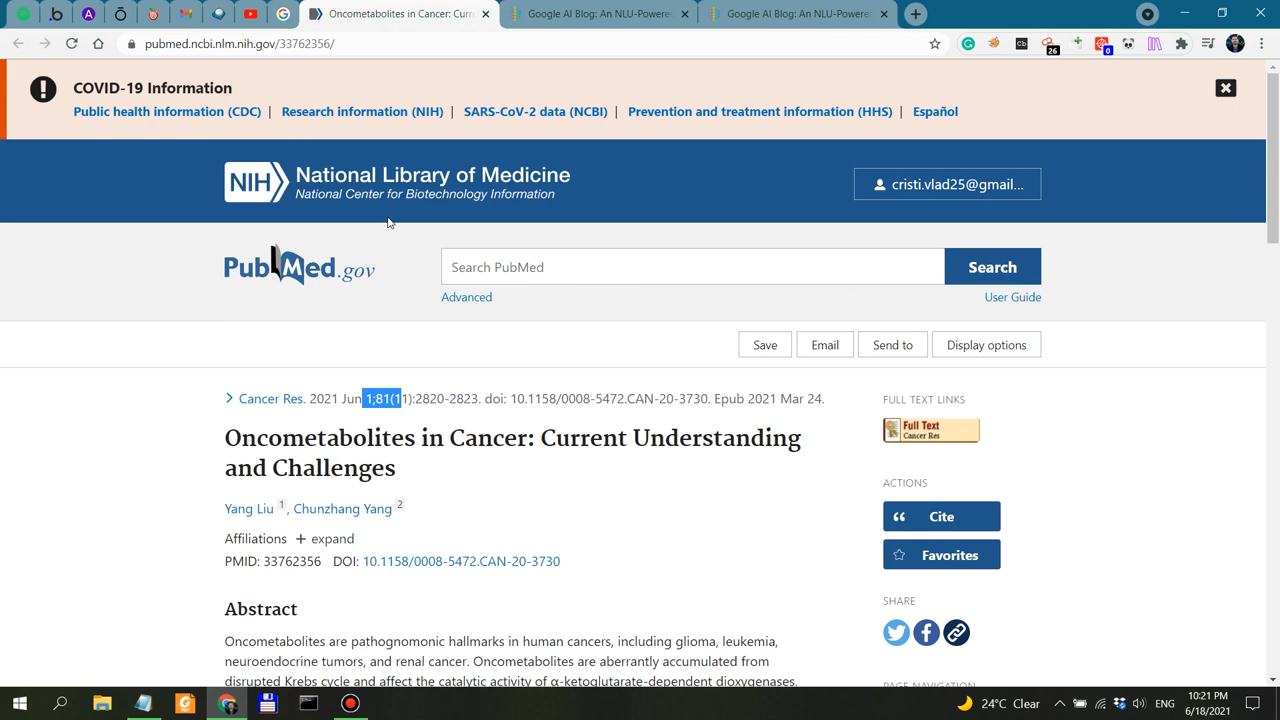 Oncometabolites in Cancer: Curr
Google AI Blog: An NLU-Powere
Google AI Blog: An NLU-Powere
pubmed.ncbi.nlm.nih.gov/33762356/
26
0
COVID-19 Information
Public health information (CDC) | Research information (NIH) | SARS-CoV-2 data (NCBI) | Prevention and treatment information (HHS) | Español
NIH National Library of Medicine
National Center for Biotechnology Information
cristi.vlad25@gmail...
PubMed.gov
Search PubMed
Search
Advanced
User Guide
Save
Email
Send to
Display options
> Cancer Res. 2021 Jun 1;81(11):2820-2823. doi: 10.1158/0008-5472.CAN-20-3730. Epub 2021 Mar 24.
Oncometabolites in Cancer: Current Understanding
and Challenges
Yang Liu 1, Chunzhang Yang 2
Affiliations + expand
PMID: 33762356 DOI: 10.1158/0008-5472.CAN-20-3730
Abstract
Oncometabolites are pathognomonic hallmarks in human cancers, including glioma, leukemia,
neuroendocrine tumors, and renal cancer. Oncometabolites are aberrantly accumulated from
disrupted Krebs cycle and affect the catalytic activity of α-ketoglutarate-dependent dioxygenases.
FULL TEXT LINKS
Full Text
Cancer Res
ACTIONS
Cite
Favorites
SHARE
PAGE NAVIGATION
24°C Clear
ENG
10:21 PM
6/18/2021